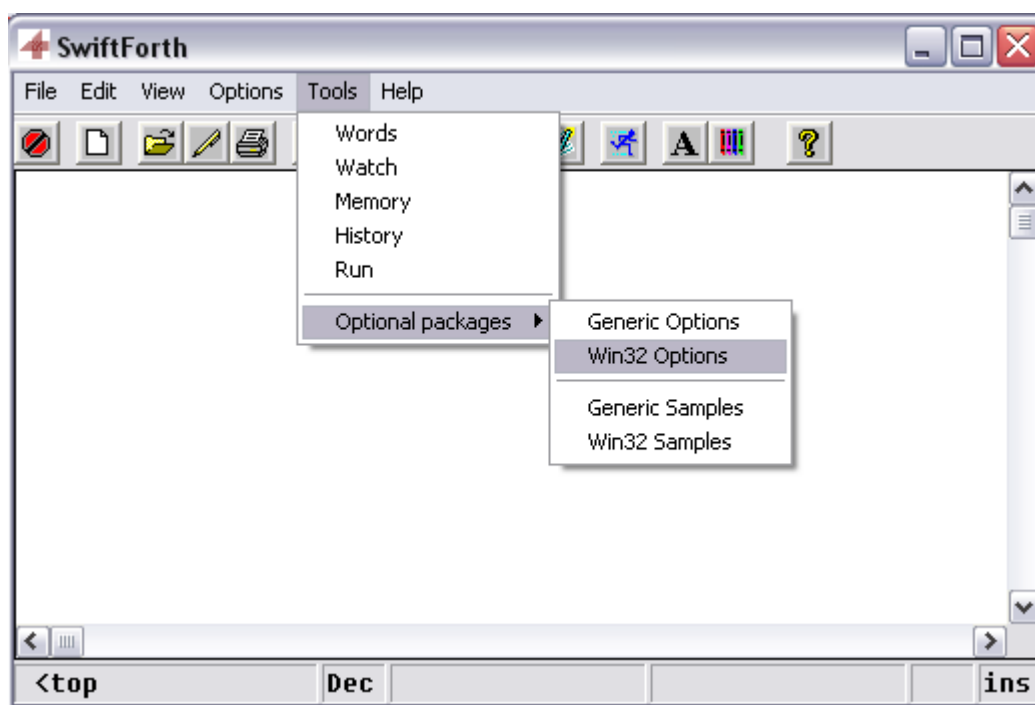 SwiftForth
File Edit View Options Tools Help
A ?
Words
Watch
Memory
History
Run
Optional packages
Generic Options
Win32 Options
Generic Samples
Win32 Samples
<top Dec ins